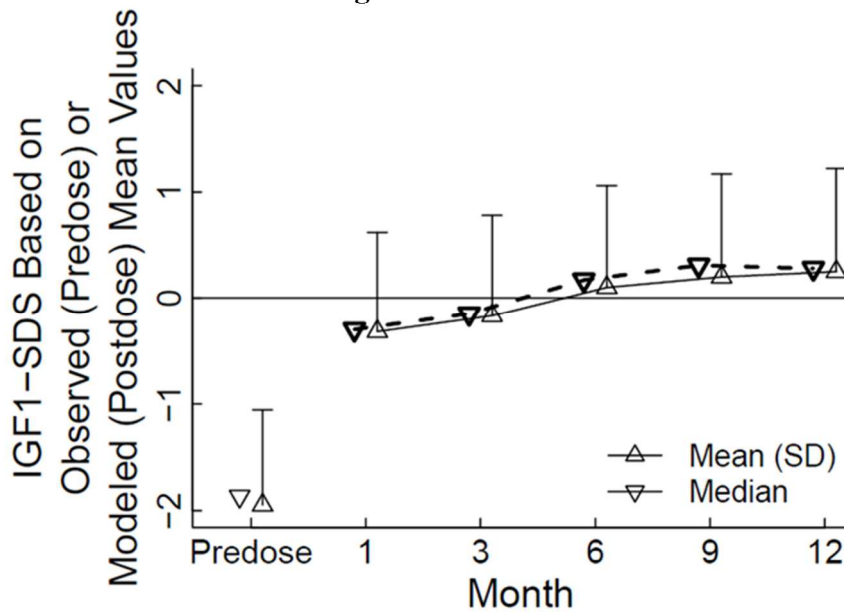 IGF1-SDS Based on
Observed (Predose) or
Modeled (Postdose) Mean Values
2
1
0
-1
-2
Mean (SD)
Median
Predose 1 3 6 9 12
Month